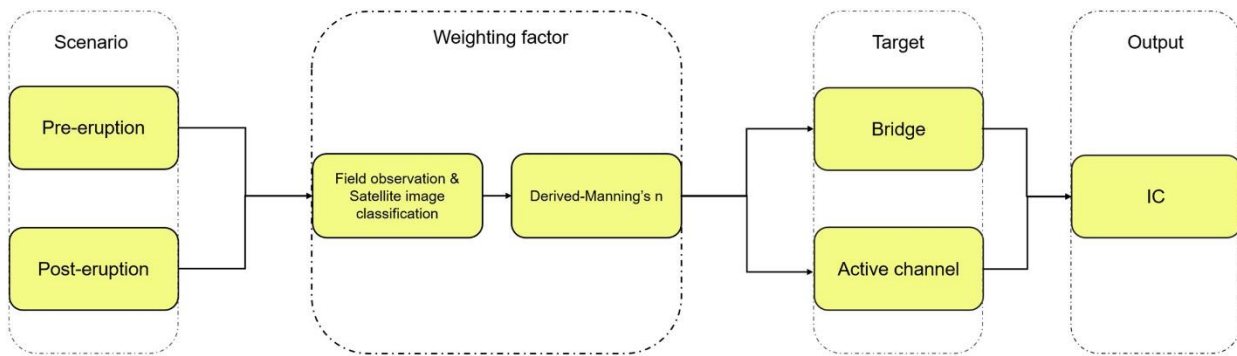 Scenario
Weighting factor
Target
Output
Pre-eruption
Post-eruption
Field observation &
Satellite image
classification
Derived-Manning's n
Bridge
Active channel
IC